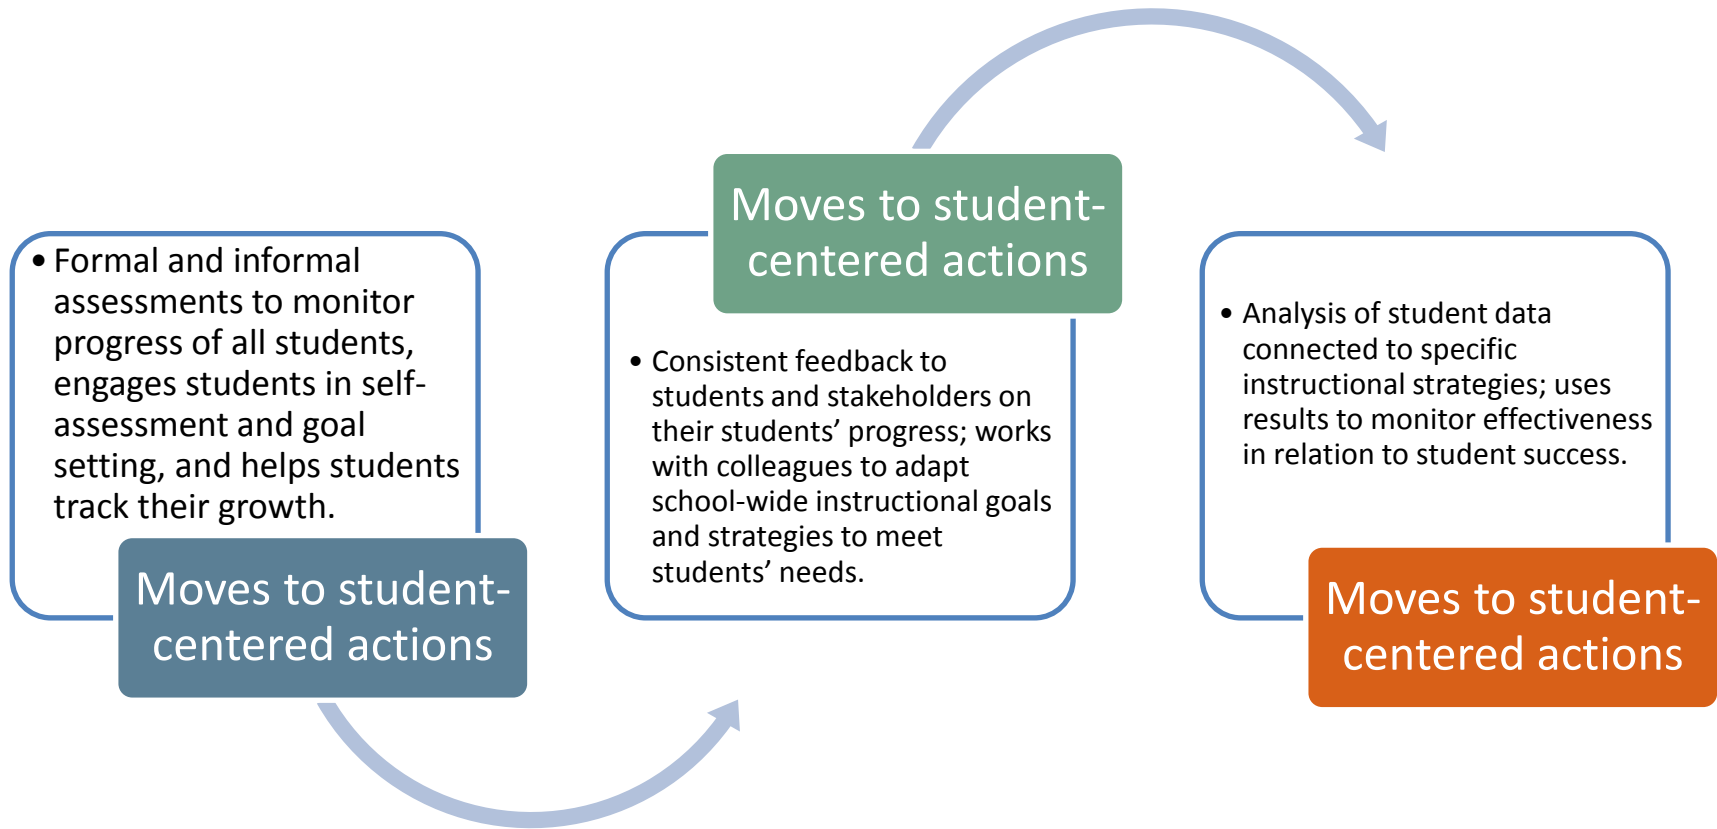 • Formal and informal
assessments to monitor
progress of all students,
engages students in self-
assessment and goal
setting, and helps students
track their growth.
Moves to student-
centered actions
Moves to student-
centered actions
• Consistent feedback to
students and stakeholders on
their students’ progress; works
with colleagues to adapt
school-wide instructional goals
and strategies to meet
students’ needs.
• Analysis of student data
connected to specific
instructional strategies; uses
results to monitor effectiveness
in relation to student success.
Moves to student-
centered actions